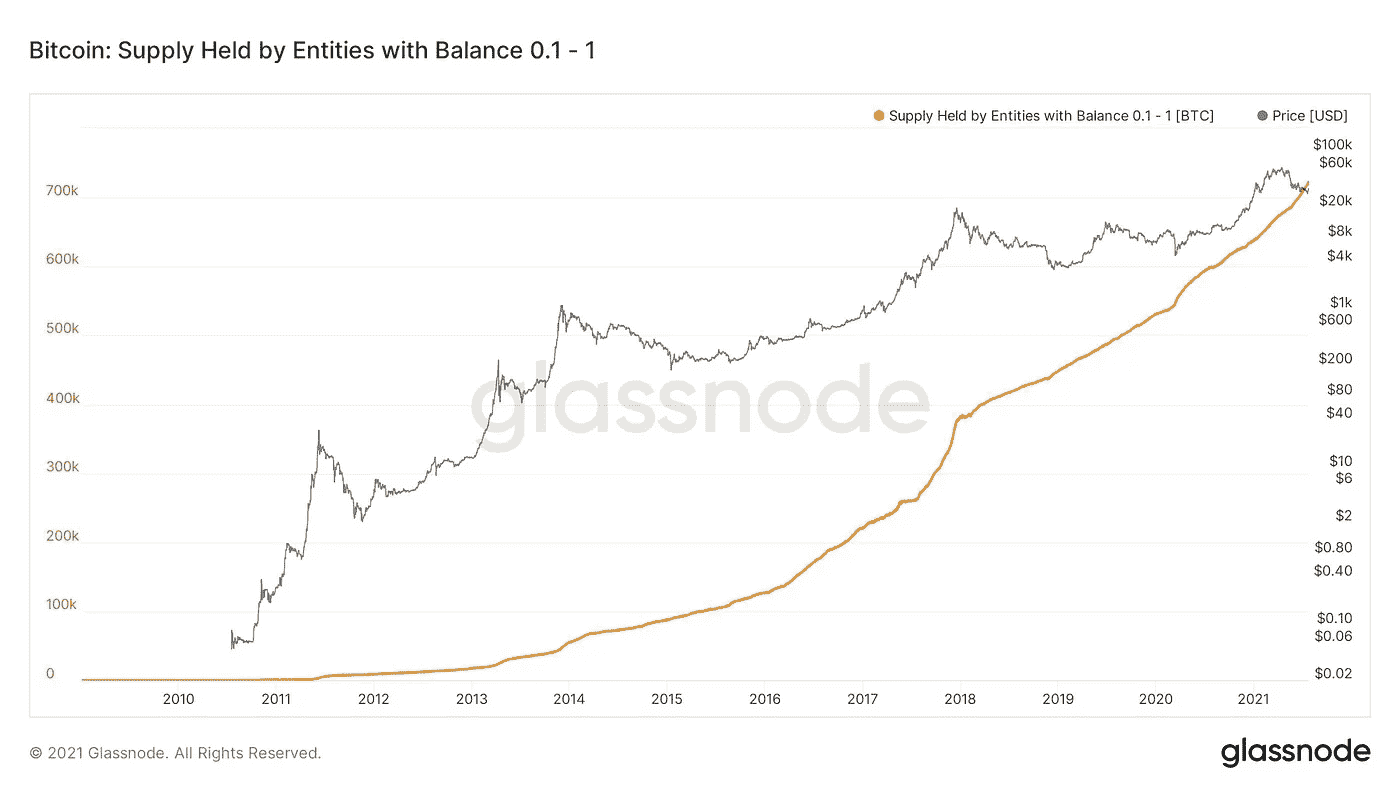 Bitcoin: Supply Held by Entities with Balance 0.1 - 1
Supply Held by Entities with Balance 0.1 - 1 [BTC]
Price [USD]
700k
600k
500k
400k
300k
200k
100k
0
$100k
$60k
$20k
$8k
$4k
$1k
$600
$200
$80
$40
$10
$6
$2
$0.80
$0.40
$0.10
$0.06
$0.02
glassnode
2010 2011 2012 2013 2014 2015 2016 2017 2018 2019 2020 2021
© 2021 Glassnode. All Rights Reserved.
glassnode